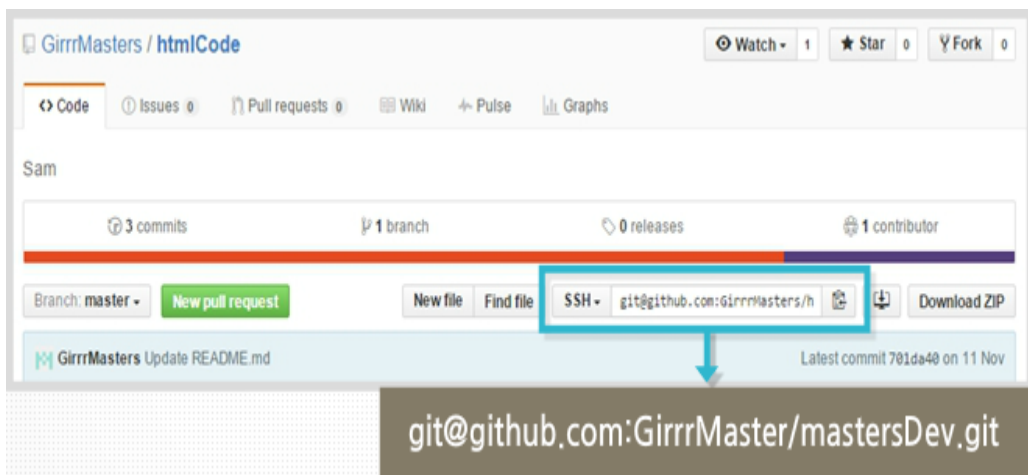 GirrrMasters / htmlCode
Watch 1 Star 0 Fork 0
<> Code Issues 0 Pull requests 0 Wiki Pulse Graphs
Sam
3 commits 1 branch 0 releases 1 contributor
Branch: master New pull request New file Find file SSH git@github.com:GirrrMasters/h Download ZIP
GirrrMasters Update README.md Latest commit 701da40 on 11 Nov
git@github.com:GirrrMaster/mastersDev.git